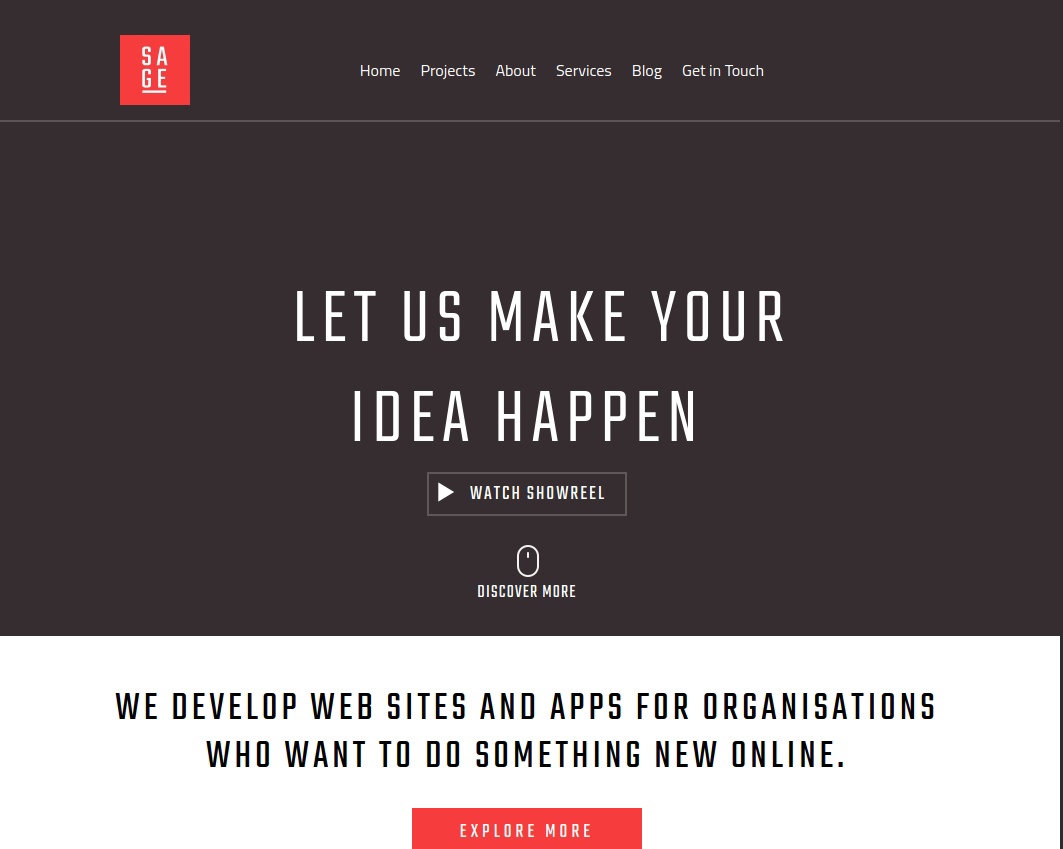 SA
GE
Home Projects About Services Blog Get in Touch
LET US MAKE YOUR
IDEA HAPPEN
WATCH SHOWREEL
DISCOVER MORE
WE DEVELOP WEB SITES AND APPS FOR ORGANISATIONS
WHO WANT TO DO SOMETHING NEW ONLINE.
EXPLORE MORE